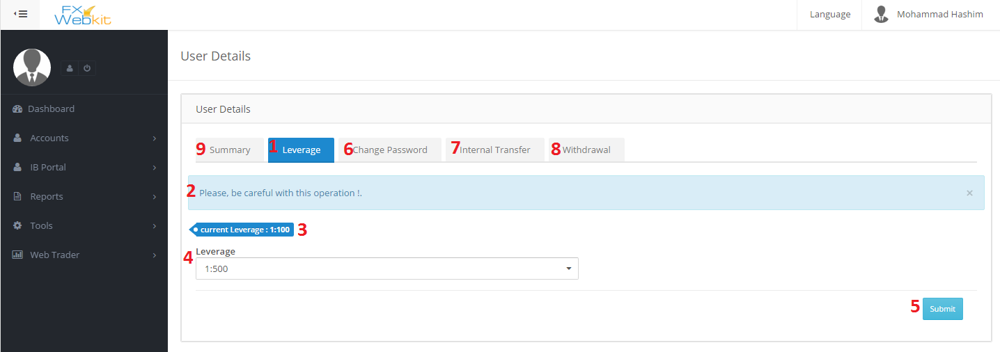 FX
Webkit
Language
Mohammad Hashim
User Details
Dashboard
Accounts
IB Portal
Reports
Tools
Web Trader
User Details
9 Summary
1 Leverage
6 Change Password
7 Internal Transfer
8 Withdrawal
2 Please, be careful with this operation !.
×
current Leverage : 1:100 3
4 Leverage
1:500
5 Submit